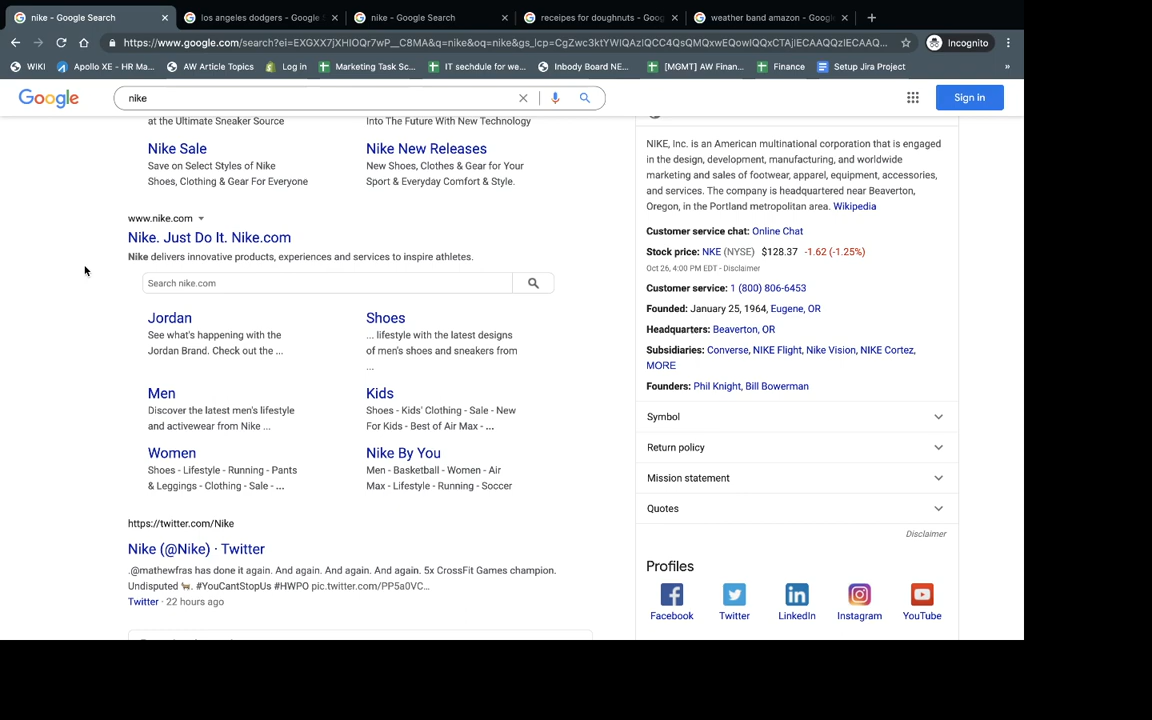 nike - Google Search
los angeles dodgers - Google
nike - Google Search
receipes for doughnuts - Goog
weather band amazon - Google
https://www.google.com/search?ei=EXGXX7jXHIOQr7wP__C8MA&q=nike&oq=nike&gs_lcp=CgZwc3ktYWIQAzIQCC4QsQMQxwEQowIQQxCTAjIECAAQQzIECAAQ...
Incognito
WIKI
Apollo XE - HR Ma...
AW Article Topics
Log in
Marketing Task Sc...
IT sechdule for we...
Inbody Board NE...
[MGMT] AW Finan...
Finance
Setup Jira Project
»
Google
nike
Sign in
at the Ultimate Sneaker Source
Into The Future With New Technology
Nike Sale
Save on Select Styles of Nike
Shoes, Clothing & Gear For Everyone
Nike New Releases
New Shoes, Clothes & Gear for Your
Sport & Everyday Comfort & Style.
www.nike.com
Nike. Just Do It. Nike.com
Nike delivers innovative products, experiences and services to inspire athletes.
Search nike.com
Jordan
See what's happening with the
Jordan Brand. Check out the ...
Shoes
... lifestyle with the latest designs
of men's shoes and sneakers from
...
Men
Discover the latest men's lifestyle
and activewear from Nike ...
Kids
Shoes - Kids' Clothing - Sale - New
For Kids - Best of Air Max - ...
Women
Shoes - Lifestyle - Running - Pants
& Leggings - Clothing - Sale - ...
Nike By You
Men - Basketball - Women - Air
Max - Lifestyle - Running - Soccer
https://twitter.com/Nike
Nike (@Nike) · Twitter
.@mathewfras has done it again. And again. And again. And again. 5x CrossFit Games champion.
Undisputed 🐐. #YouCantStopUs #HWPO pic.twitter.com/PP5a0VC...
Twitter · 22 hours ago
NIKE, Inc. is an American multinational corporation that is engaged
in the design, development, manufacturing, and worldwide
marketing and sales of footwear, apparel, equipment, accessories,
and services. The company is headquartered near Beaverton,
Oregon, in the Portland metropolitan area. Wikipedia
Customer service chat: Online Chat
Stock price: NKE (NYSE) $128.37 -1.62 (-1.25%)
Oct 26, 4:00 PM EDT - Disclaimer
Customer service: 1 (800) 806-6453
Founded: January 25, 1964, Eugene, OR
Headquarters: Beaverton, OR
Subsidiaries: Converse, NIKE Flight, Nike Vision, NIKE Cortez,
MORE
Founders: Phil Knight, Bill Bowerman
Symbol
Return policy
Mission statement
Quotes
Disclaimer
Profiles
Facebook
Twitter
LinkedIn
Instagram
YouTube